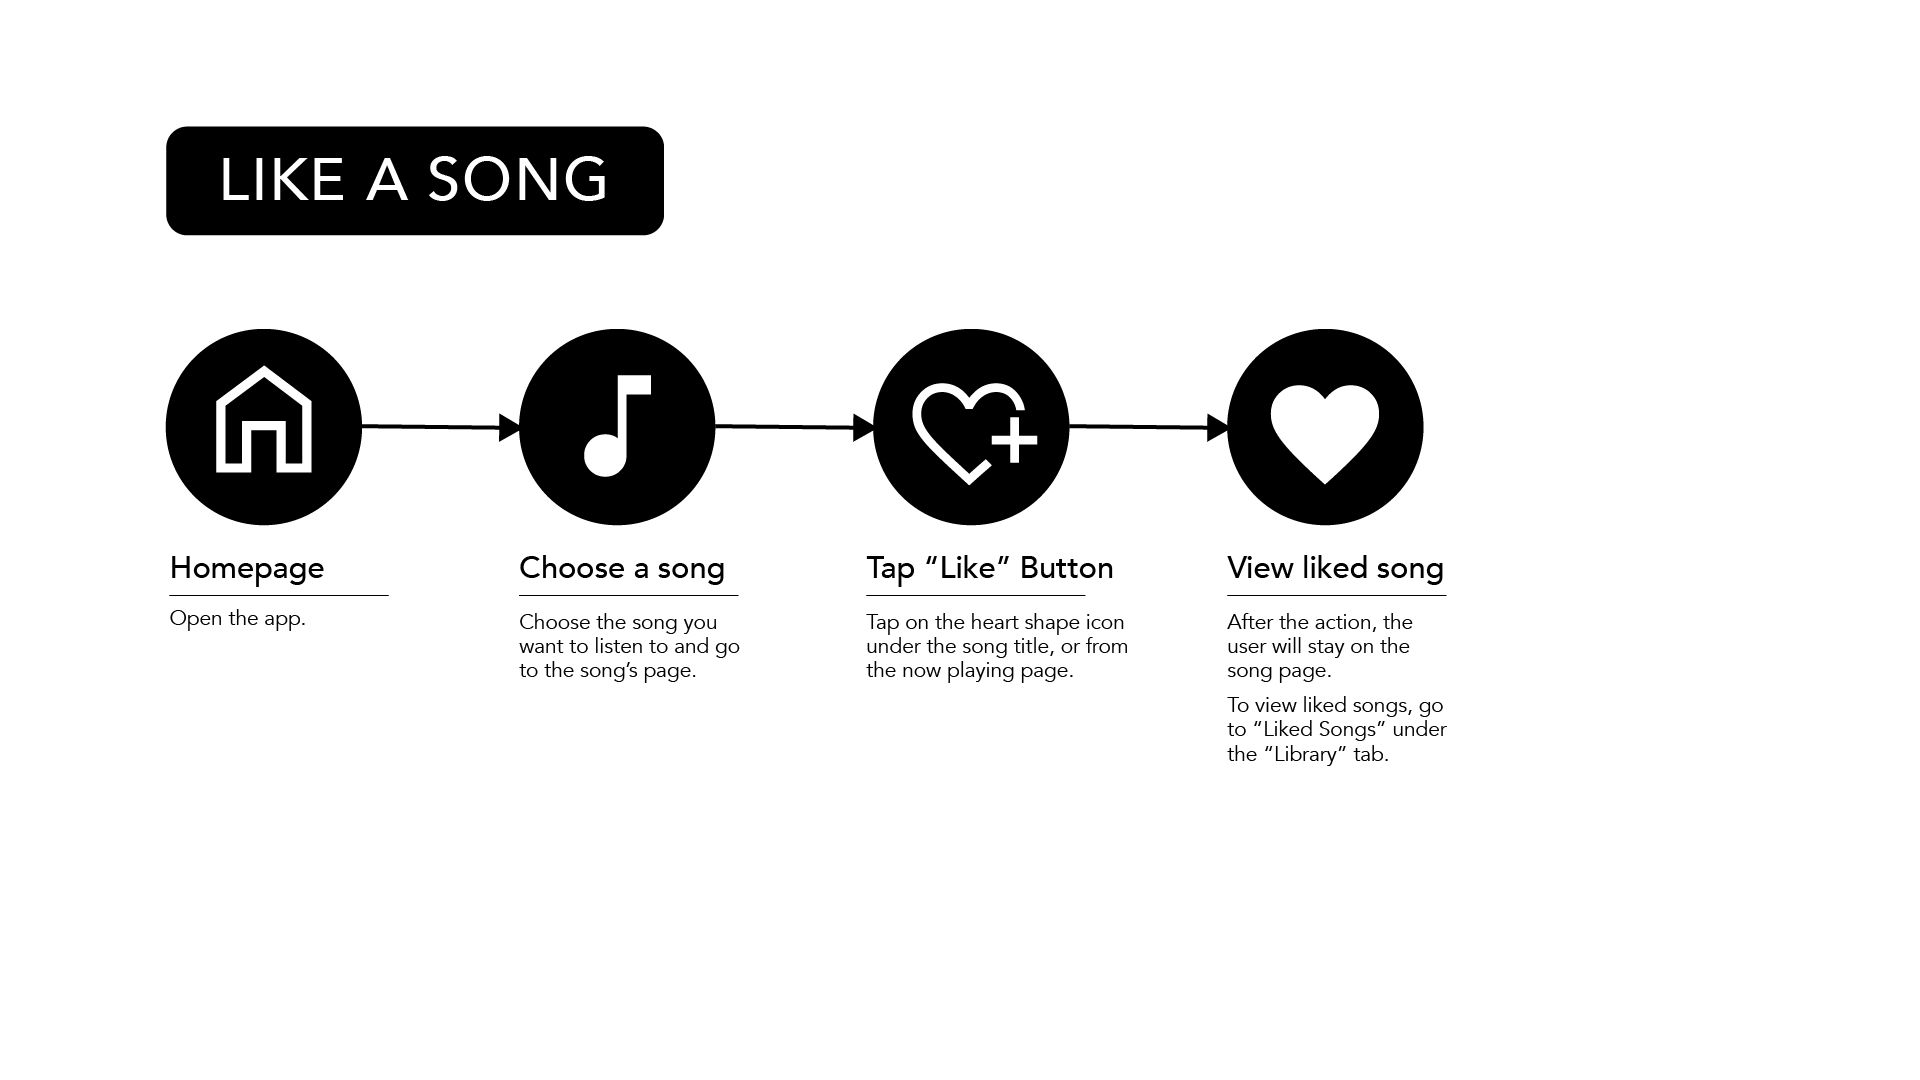 LIKE A SONG
Homepage
Open the app.
Choose a song
Choose the song you
want to listen to and go
to the song’s page.
Tap “Like” Button
Tap on the heart shape icon
under the song title, or from
the now playing page.
View liked song
After the action, the
user will stay on the
song page.
To view liked songs, go
to “Liked Songs” under
the “Library” tab.